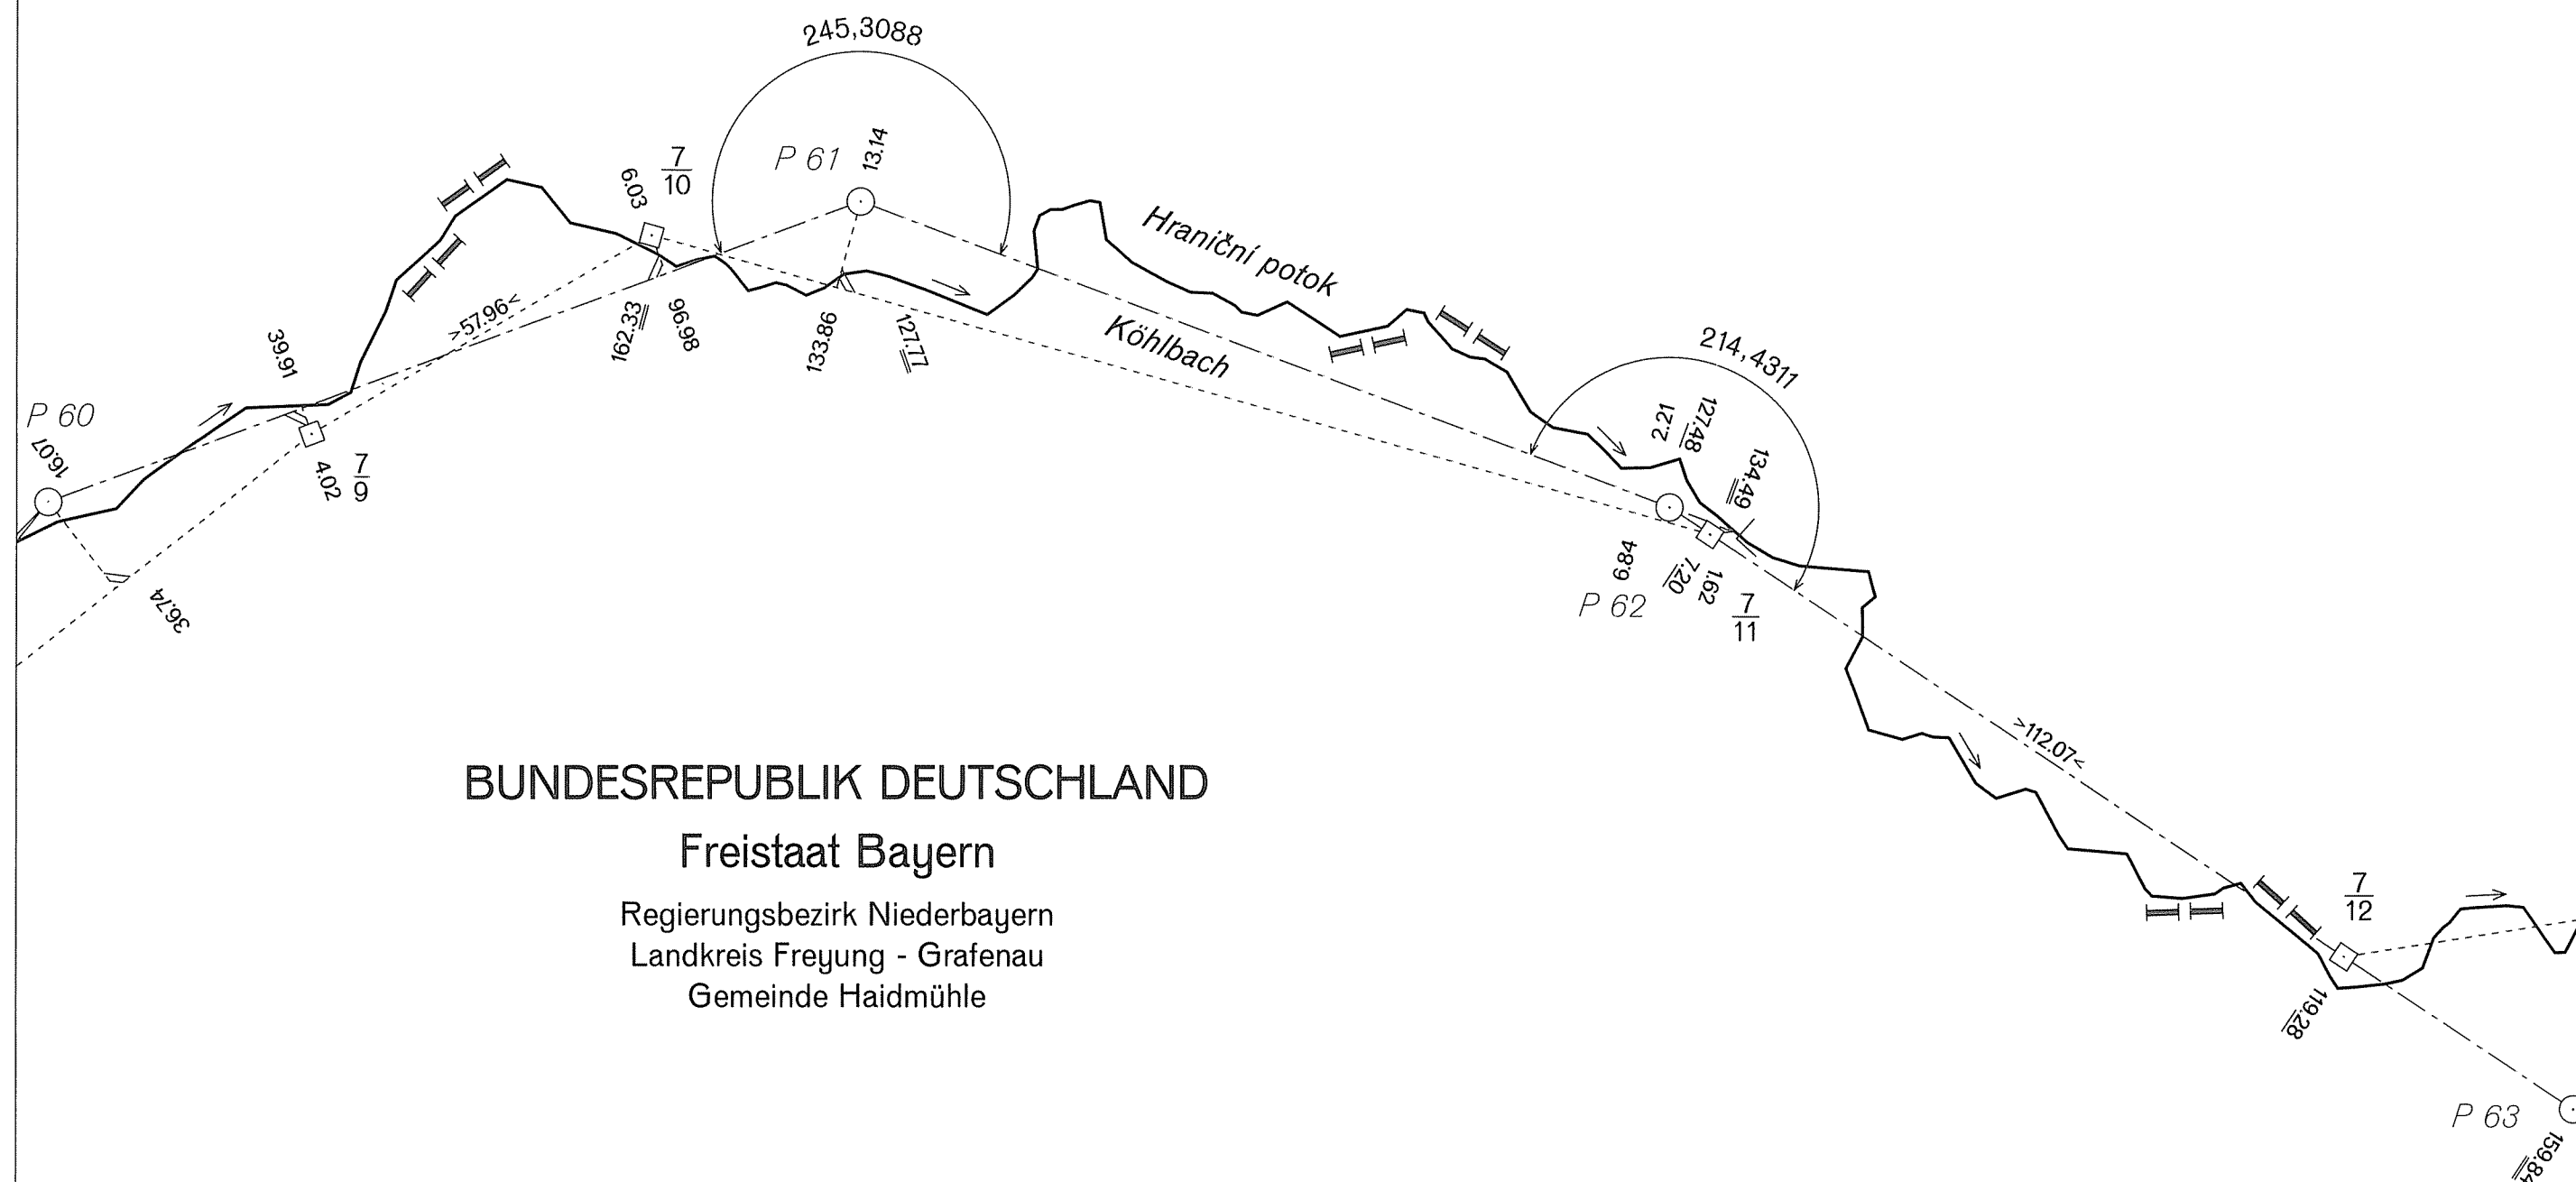 245,3088
P 61
13.14
7
10
6.03
Hraniční potok
Köhlbach
>57.96<
39.91
162.33
96.98
133.86
127.77
214,4311
2.21
127.48
134.49
P 60
16.07
4.02
7
9
36.74
6.84
7.20
1.62
P 62
7
11
>112.07<
BUNDESREPUBLIK DEUTSCHLAND
Freistaat Bayern
Regierungsbezirk Niederbayern
Landkreis Freyung - Grafenau
Gemeinde Haidmühle
7
12
119.28
P 63
159.84